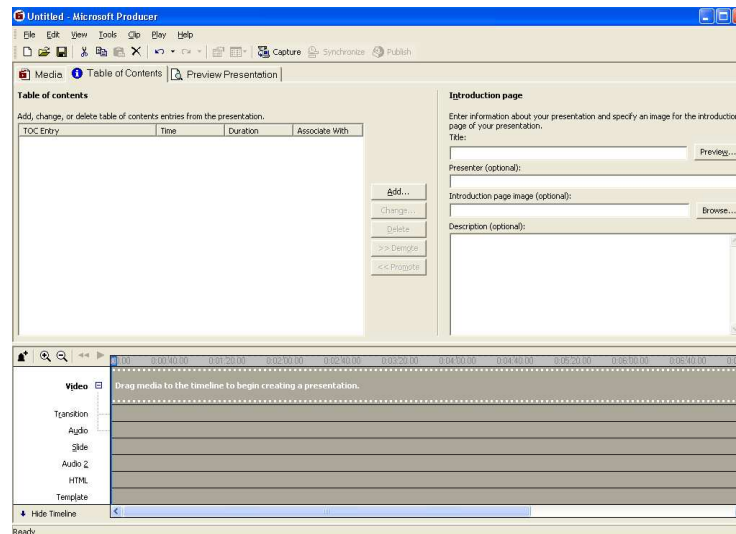 Untitled - Microsoft Producer
File Edit View Tools Clip Play Help
Capture Synchronize Publish
Media Table of Contents Preview Presentation
Table of contents
Add, change, or delete table of contents entries from the presentation.
TOC Entry Time Duration Associate With
Add...
Change...
Delete
>> Demote
<< Promote
Introduction page
Enter information about your presentation and specify an image for the introduction
page of your presentation.
Title:
Preview...
Presenter (optional):
Introduction page image (optional):
Browse...
Description (optional):
0:00:40.00 0:01:20.00 0:02:00.00 0:02:40.00 0:03:20.00 0:04:00.00 0:04:40.00 0:05:20.00 0:06:00.00 0:06:40.00
Video Drag media to the timeline to begin creating a presentation.
Transition
Audio
Slide
Audio 2
HTML
Template
Hide Timeline
Ready